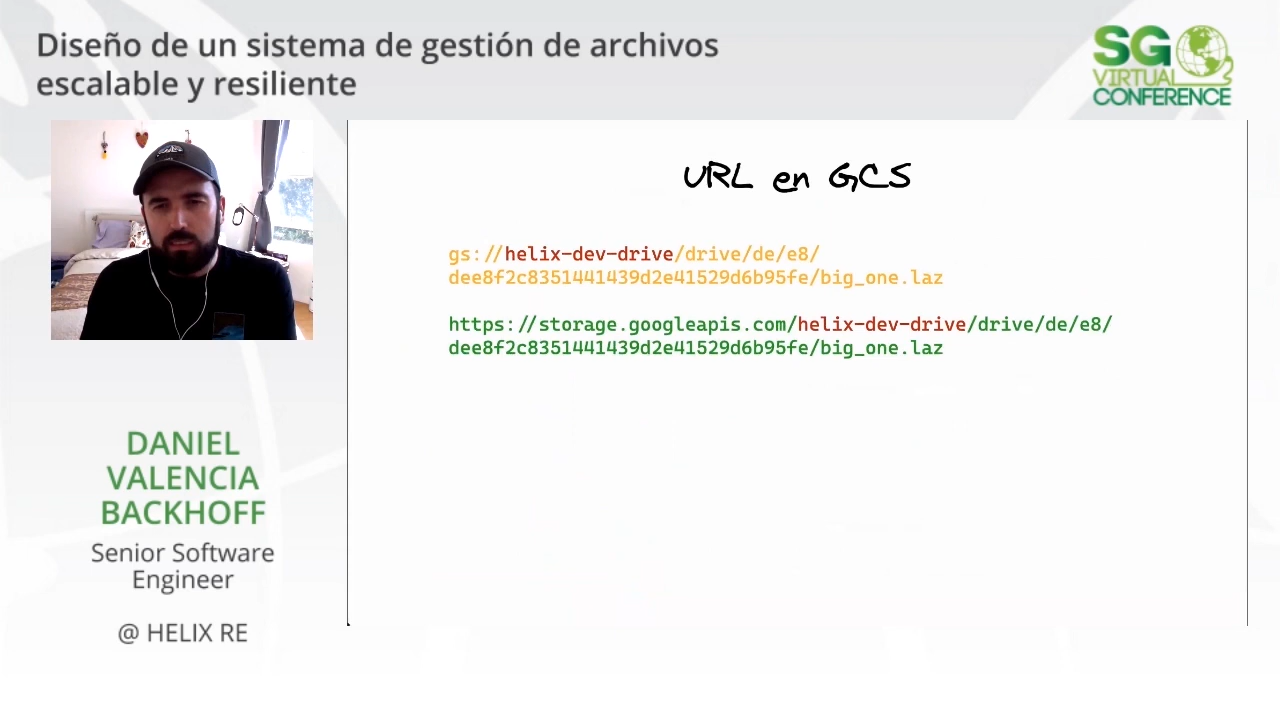 Diseño de un sistema de gestión de archivos
escalable y resiliente
SG
VIRTUAL
CONFERENCE
URL en GCS
gs://helix-dev-drive/drive/de/e8/
dee8f2c8351441439d2e41529d6b95fe/big_one.laz
https://storage.googleapis.com/helix-dev-drive/drive/de/e8/
dee8f2c8351441439d2e41529d6b95fe/big_one.laz
DANIEL
VALENCIA
BACKHOFF
Senior Software
Engineer
@ HELIX RE